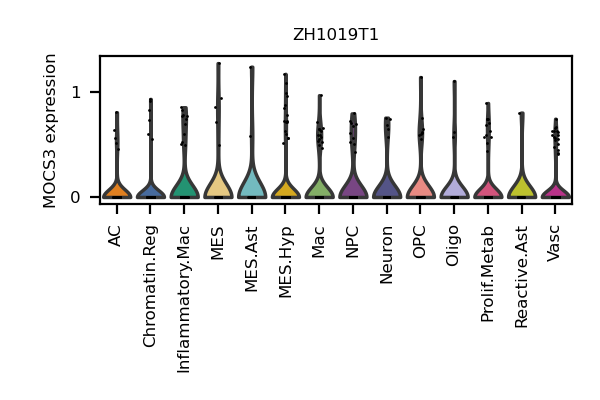 ZH1019T1
MOCS3 expression
1
0
AC
Chromatin.Reg
Inflammatory.Mac
MES
MES.Ast
MES.Hyp
Mac
NPC
Neuron
OPC
Oligo
Prolif.Metab
Reactive.Ast
Vasc